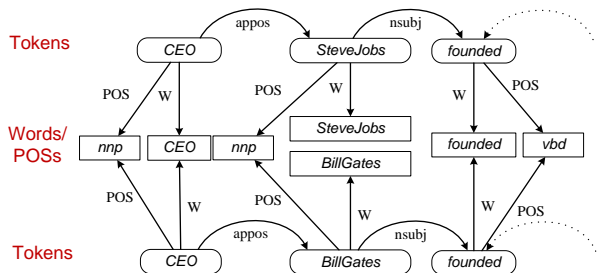 appos nsubj
Tokens CEO SteveJobs founded
POS W POS W W POS
SteveJobs
Words/ nnp CEO nnp founded vbd
POSs
BillGates
POS W POS W W POS
appos nsubj
Tokens CEO BillGates founded